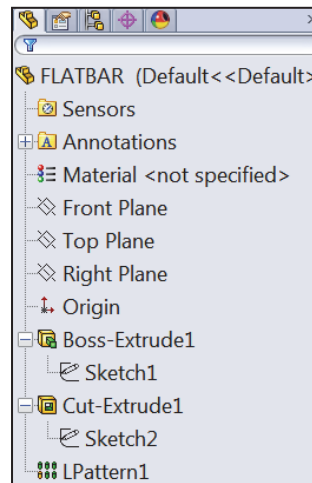 FLATBAR (Default<<Default>
Sensors
Annotations
Material <not specified>
Front Plane
Top Plane
Right Plane
Origin
Boss-Extrude1
Sketch1
Cut-Extrude1
Sketch2
LPattern1